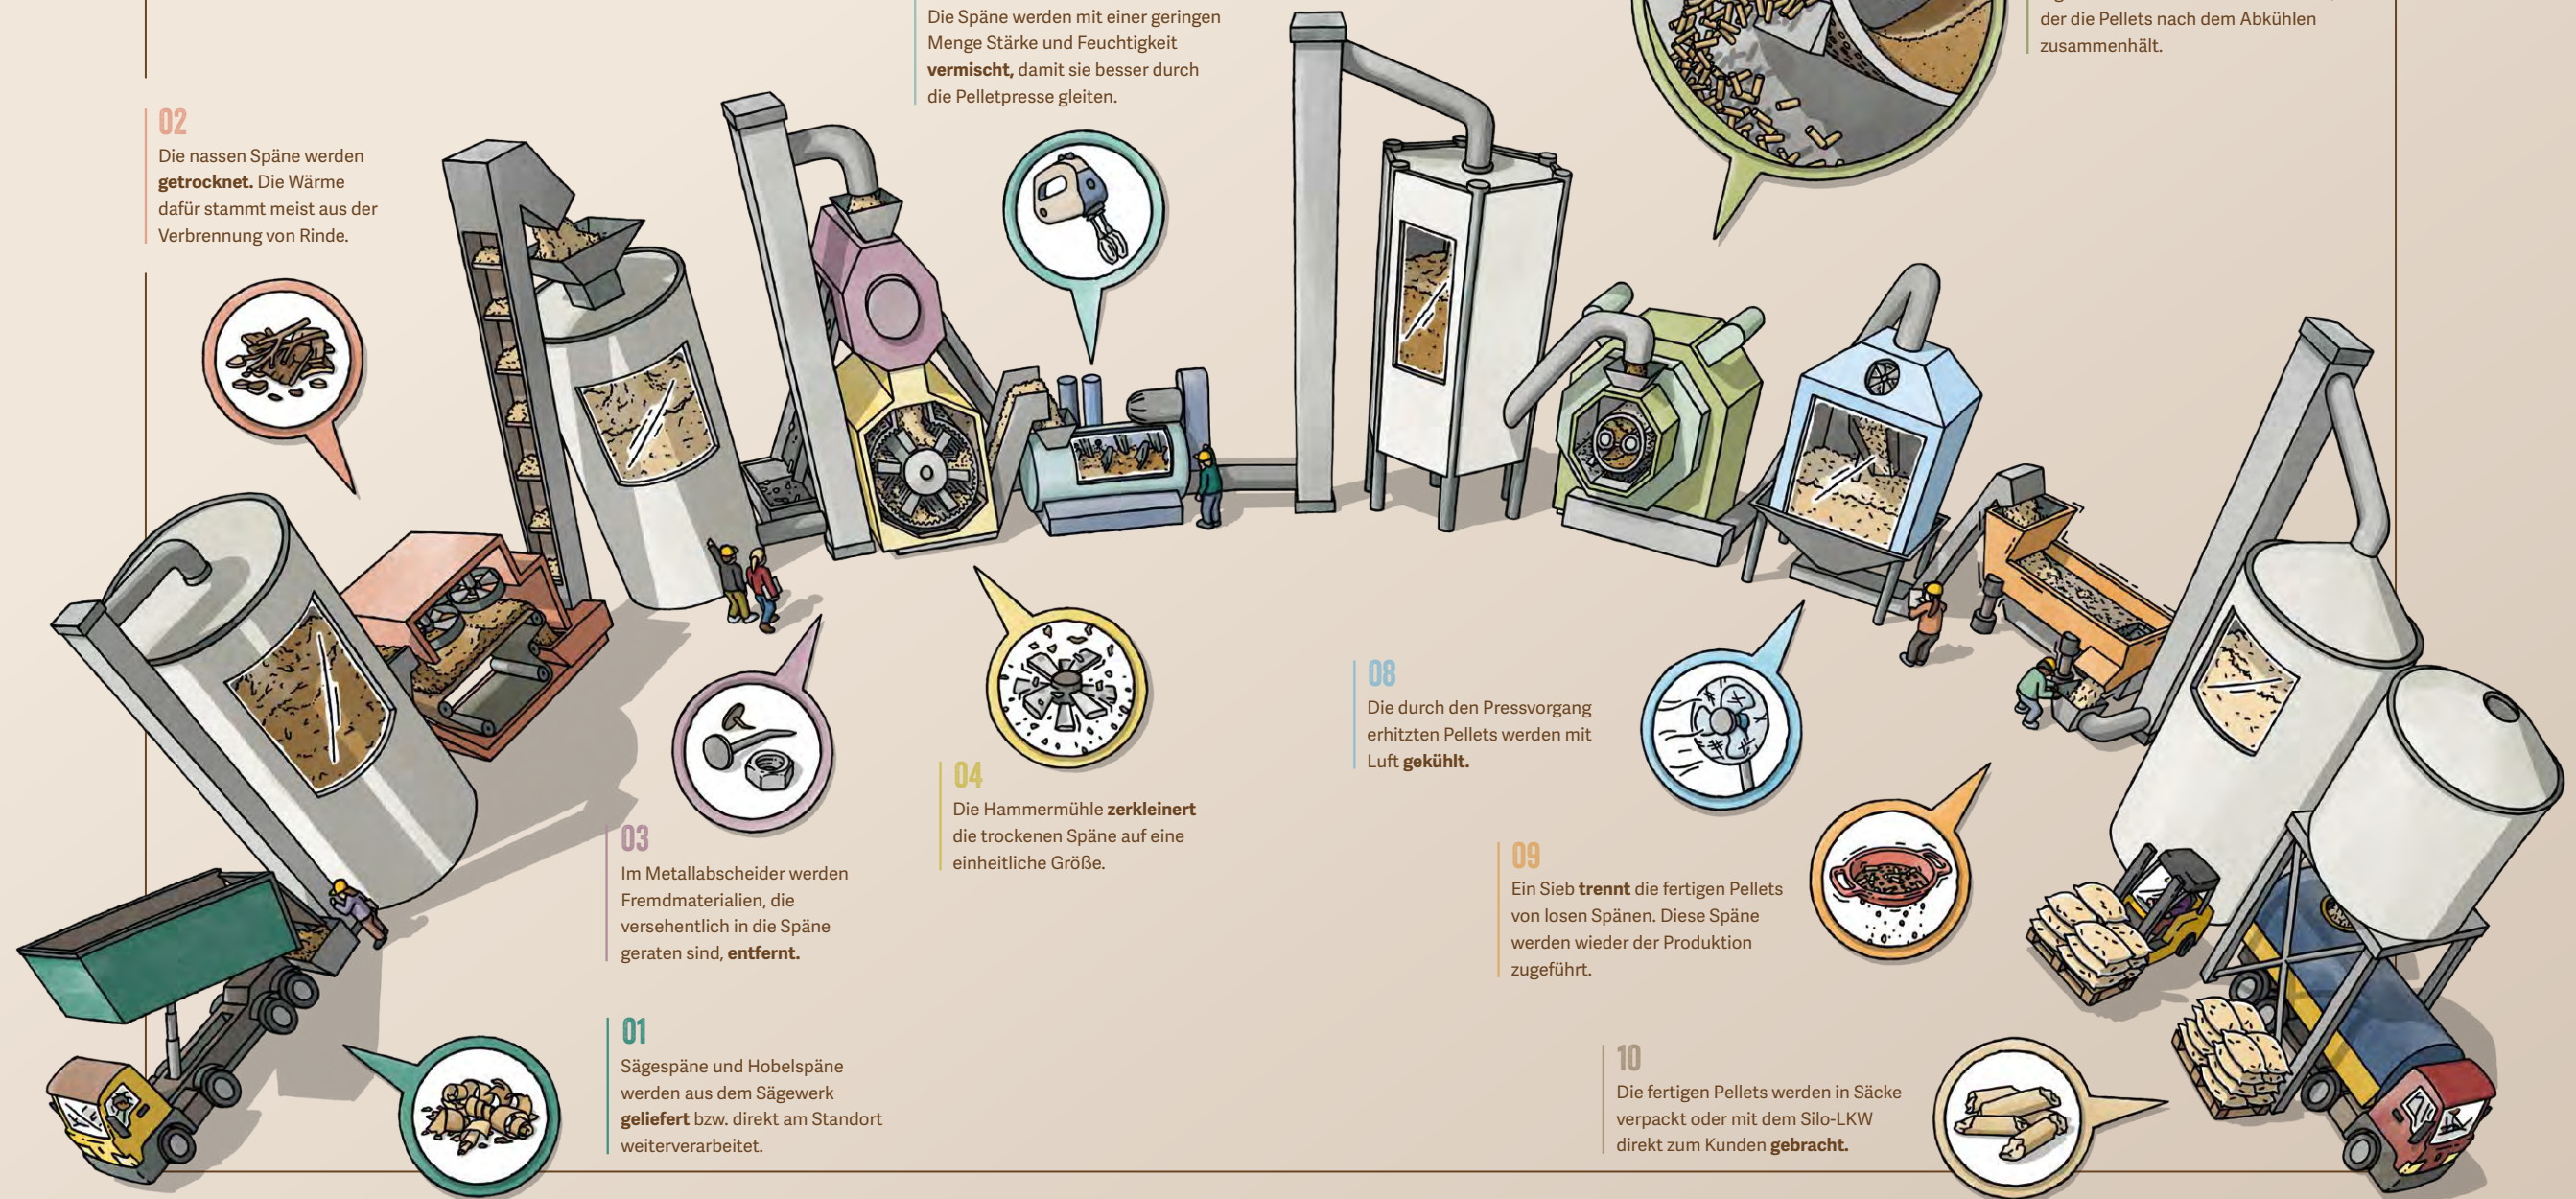 02
Die nassen Späne werden
getrocknet. Die Wärme
dafür stammt meist aus der
Verbrennung von Rinde.
Die Späne werden mit einer geringen
Menge Stärke und Feuchtigkeit
vermischt, damit sie besser durch
die Pelletpresse gleiten.
der die Pellets nach dem Abkühlen
zusammenhält.
03
Im Metallabscheider werden
Fremdmaterialien, die
versehentlich in die Späne
geraten sind, entfernt.
04
Die Hammermühle zerkleinert
die trockenen Späne auf eine
einheitliche Größe.
01
Sägespäne und Hobelspäne
werden aus dem Sägewerk
geliefert bzw. direkt am Standort
weiterverarbeitet.
08
Die durch den Pressvorgang
erhitzten Pellets werden mit
Luft gekühlt.
09
Ein Sieb trennt die fertigen Pellets
von losen Spänen. Diese Späne
werden wieder der Produktion
zugeführt.
10
Die fertigen Pellets werden in Säcke
verpackt oder mit dem Silo-LKW
direkt zum Kunden gebracht.